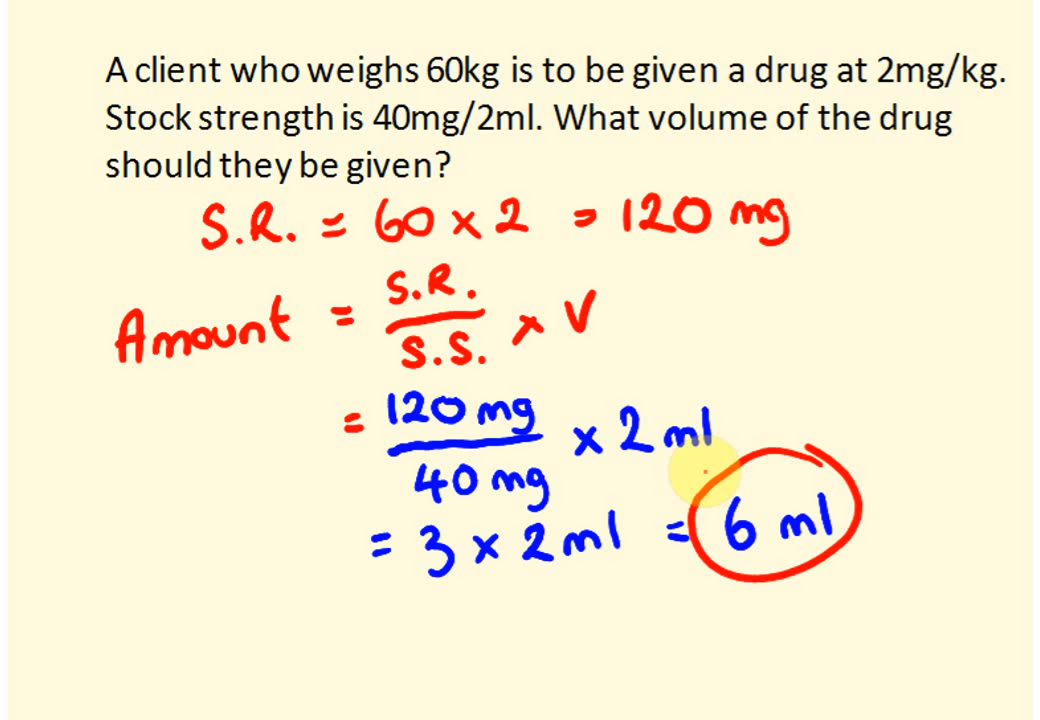 A client who weighs 60kg is to be given a drug at 2mg/kg.
Stock strength is 40mg/2ml. What volume of the drug
should they be given?
S.R. = 60 x 2 = 120 mg
Amount = S.R. / S.S. x V
= 120 mg / 40 mg x 2 ml
= 3 x 2 ml = 6 ml